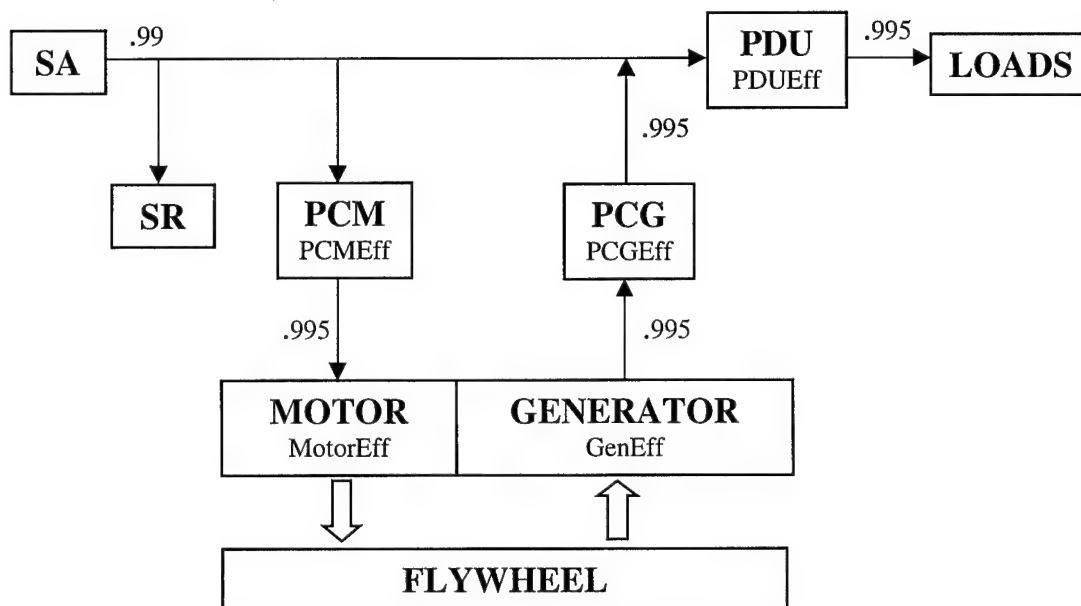 SA
.99
PDU
PDUEff
.995
LOADS
SR
PCM
PCMEff
.995
PCG
PCGEff
.995
.995
MOTOR
MotorEff
GENERATOR
GenEff
FLYWHEEL